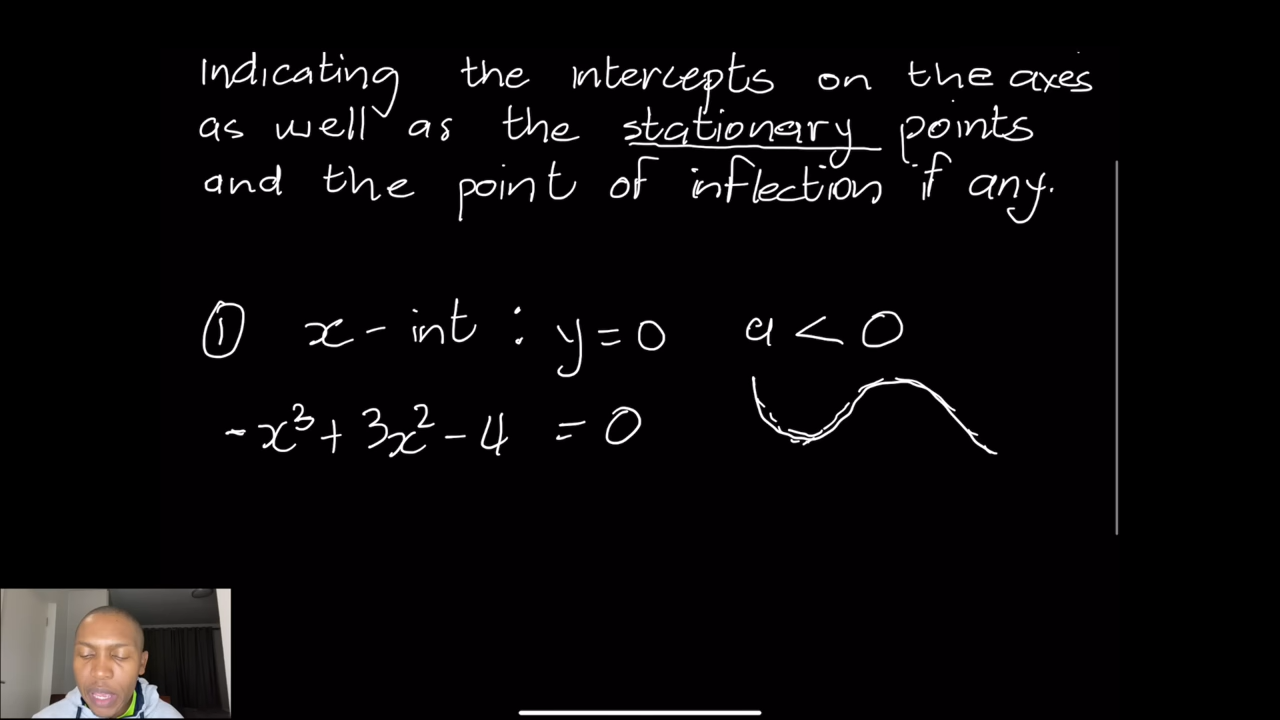 Indicating the intercepts on the axes
as well as the stationary points
and the point of inflection if any.
① x - int : y = 0 a < 0
-x³ + 3x² - 4 = 0